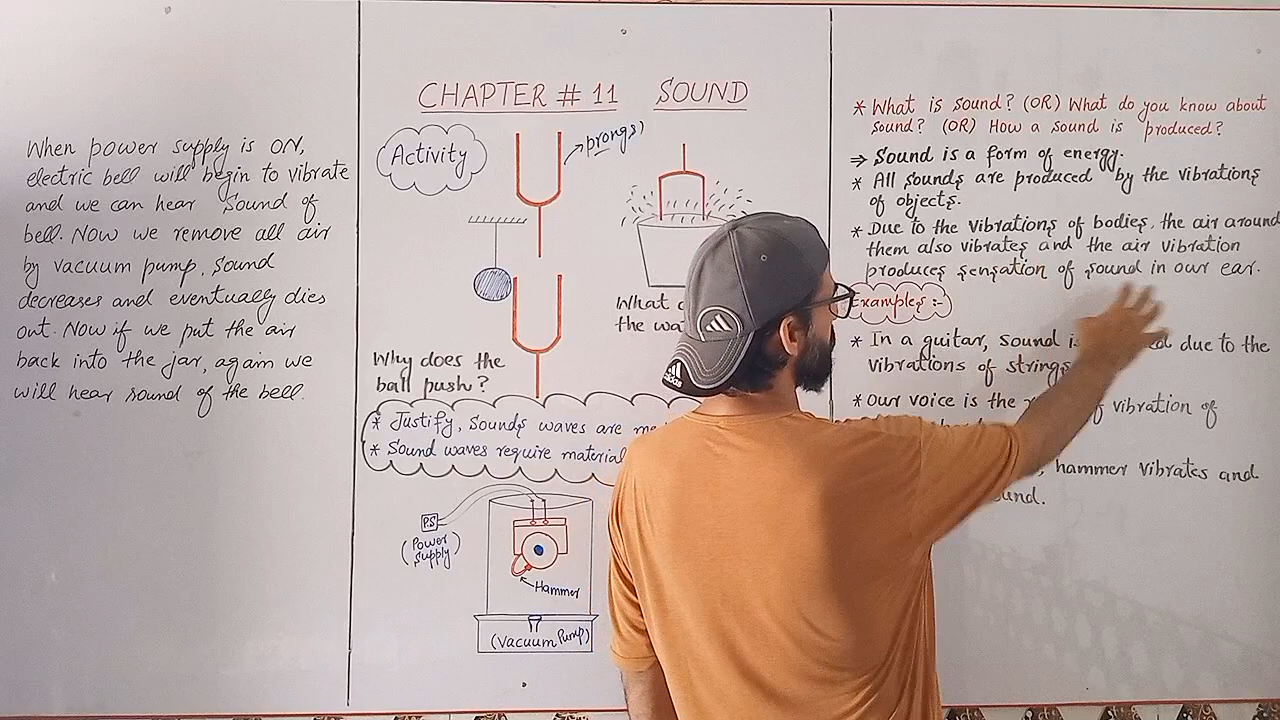 When power supply is ON,
electric bell will begin to vibrate
and we can hear sound of
bell. Now we remove all air
by vacuum pump, sound
decreases and eventually dies
out. Now if we put the air
back into the jar, again we
will hear sound of the bell.
CHAPTER # 11 SOUND
Activity
prongs)
What
the
Why does the
ball push?
* Justify, Sounds waves are
* Sound waves require material
P.S
(Power
supply)
Hammer
(Vacuum Pump)
adidas
* What is sound? (OR) What do you know about
sound? (OR) How a sound is produced?
⇒ Sound is a form of energy.
* All sounds are produced by the vibrations
of objects.
* Due to the vibrations of bodies, the air around
them also vibrates and the air vibration
produces sensation of sound in our ear.
Examples :-
* In a guitar, sound is due to the
vibrations of strings
* Our voice is the of vibration of
hammer vibrates and